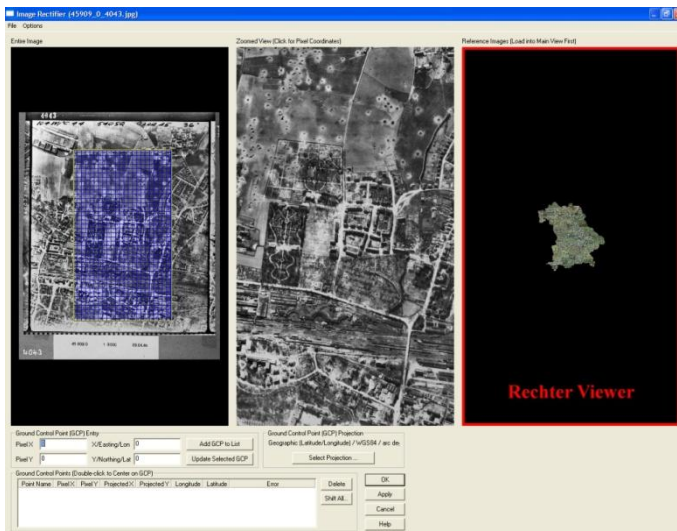 Image Rectifier (45909_0_4043.jpg)
File Options
Entire Image
Zoomed View (Click for Pixel Coordinates)
Reference Images (Load into Main View First)
4043
4043
Rechter Viewer
Ground Control Point (GCP) Entry
Pixel X 0 X/Easting/Lon 0 Add GCP to List
Pixel Y 0 Y/Northing/Lat 0 Update Selected GCP
Ground Control Point (GCP) Projection
Geographic (Latitude/Longitude) / WGS84 / arc de
Select Projection ...
Ground Control Points (Double-click to Center on GCP)
Point Name Pixel X Pixel Y Projected X Projected Y Longitude Latitude Error
Delete
Shift All...
OK
Apply
Cancel
Help